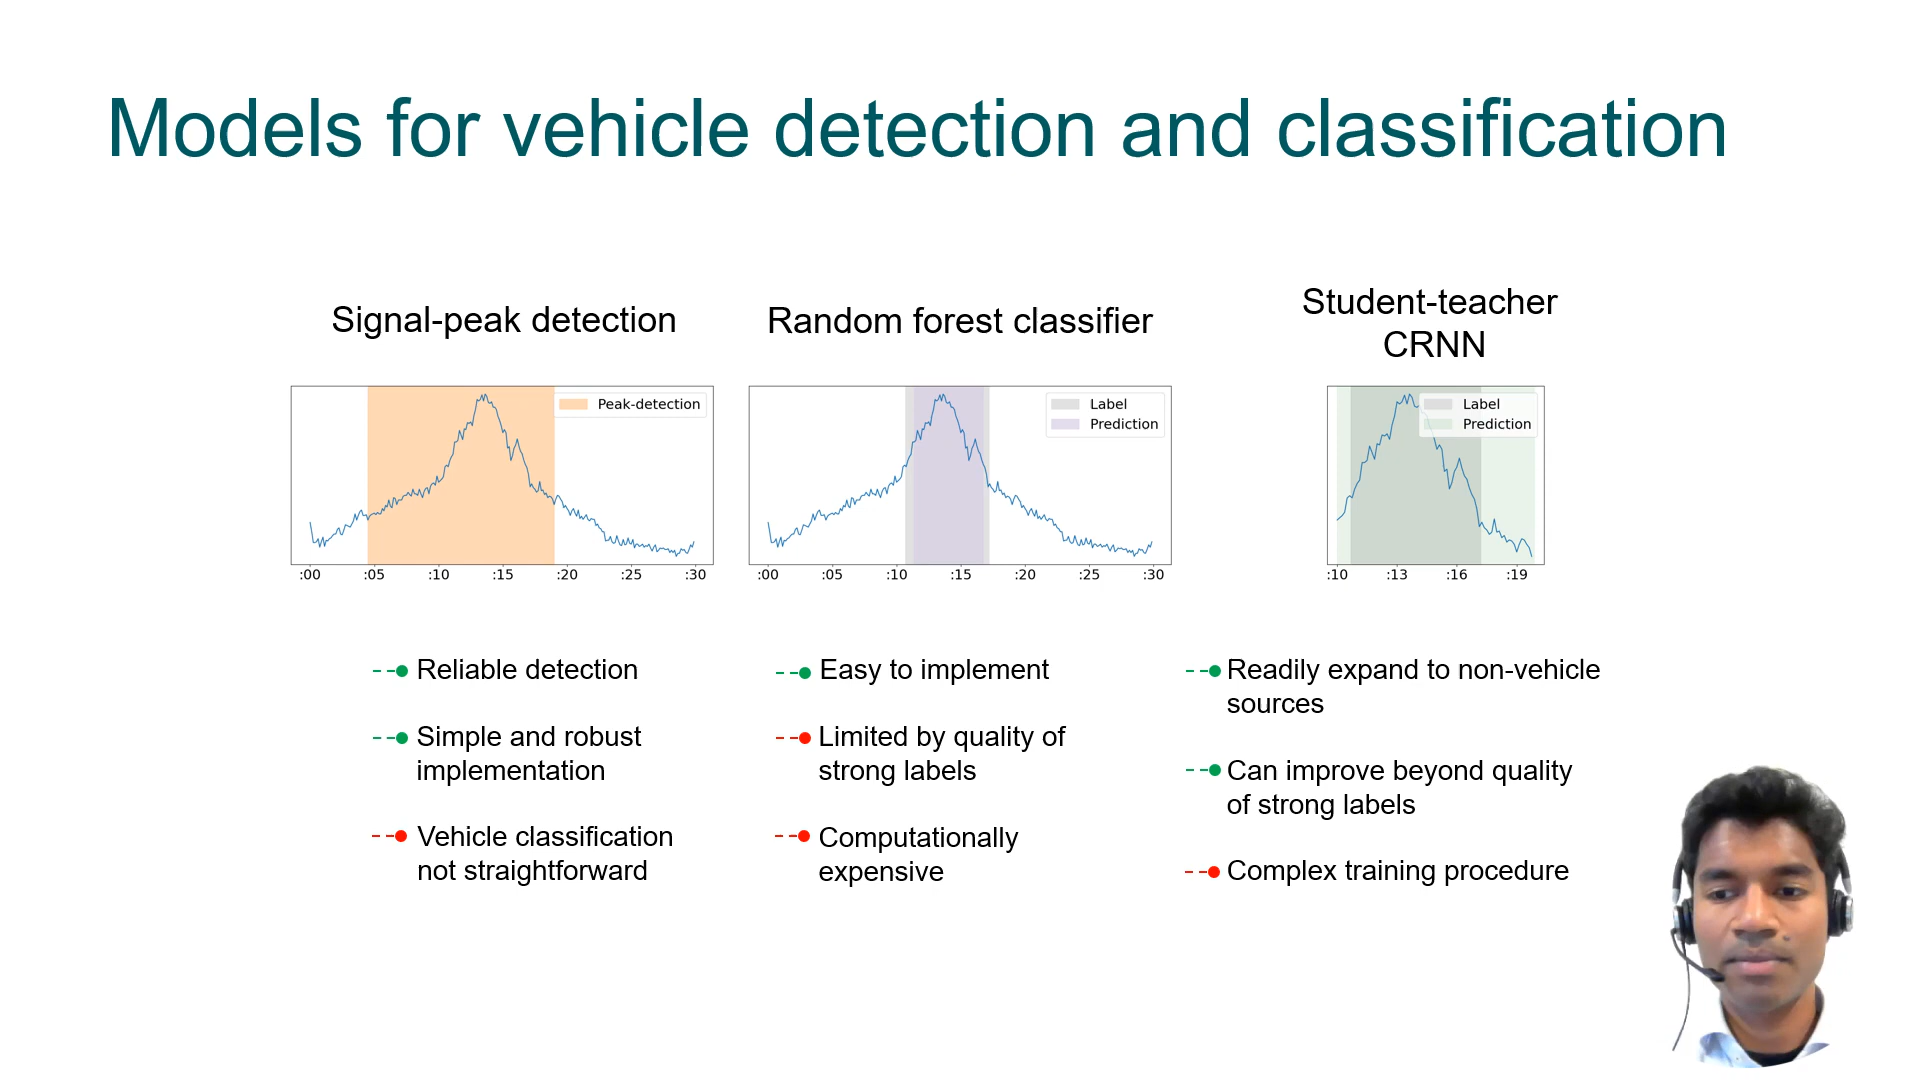 Models for vehicle detection and classification
Signal-peak detection
Peak-detection
:00 :05 :10 :15 :20 :25 :30
Reliable detection
Simple and robust
implementation
Vehicle classification
not straightforward
Random forest classifier
Label
Prediction
:00 :05 :10 :15 :20 :25 :30
Easy to implement
Limited by quality of
strong labels
Computationally
expensive
Student-teacher
CRNN
Label
Prediction
:10 :13 :16 :19
Readily expand to non-vehicle
sources
Can improve beyond quality
of strong labels
Complex training procedure